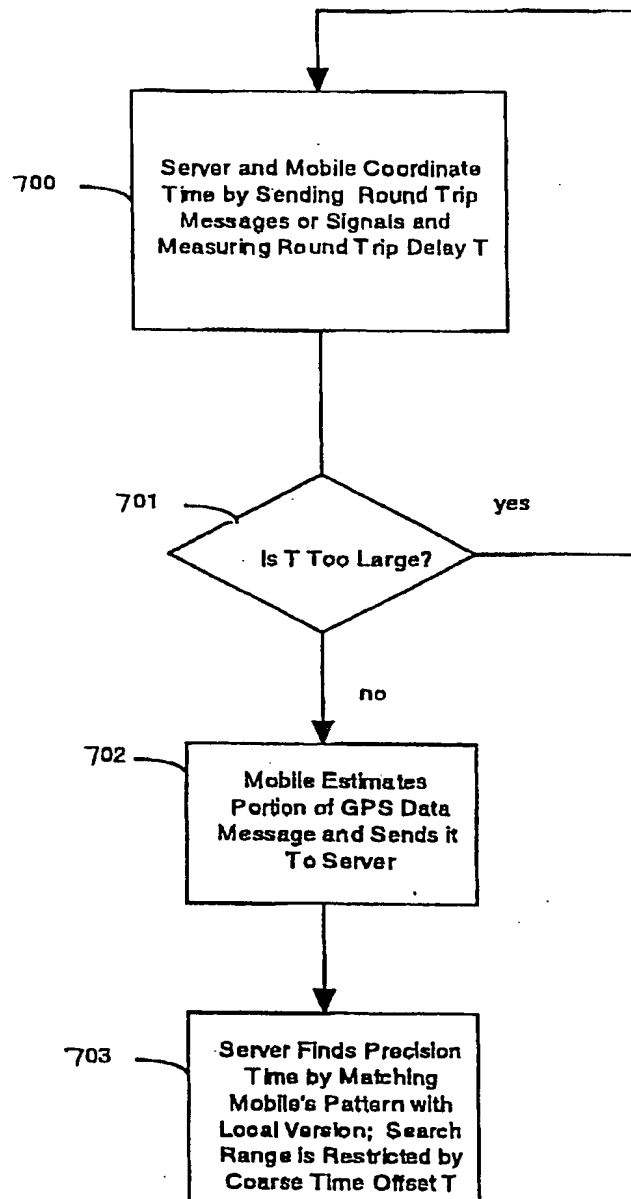 700
Server and Mobile Coordinate
Time by Sending Round Trip
Messages or Signals and
Measuring Round Trip Delay T
701
yes
Is T Too Large?
no
702
Mobile Estimates
Portion of GPS Data
Message and Sends it
To Server
703
Server Finds Precision
Time by Matching
Mobile's Pattern with
Local Version; Search
Range is Restricted by
Coarse Time Offset T